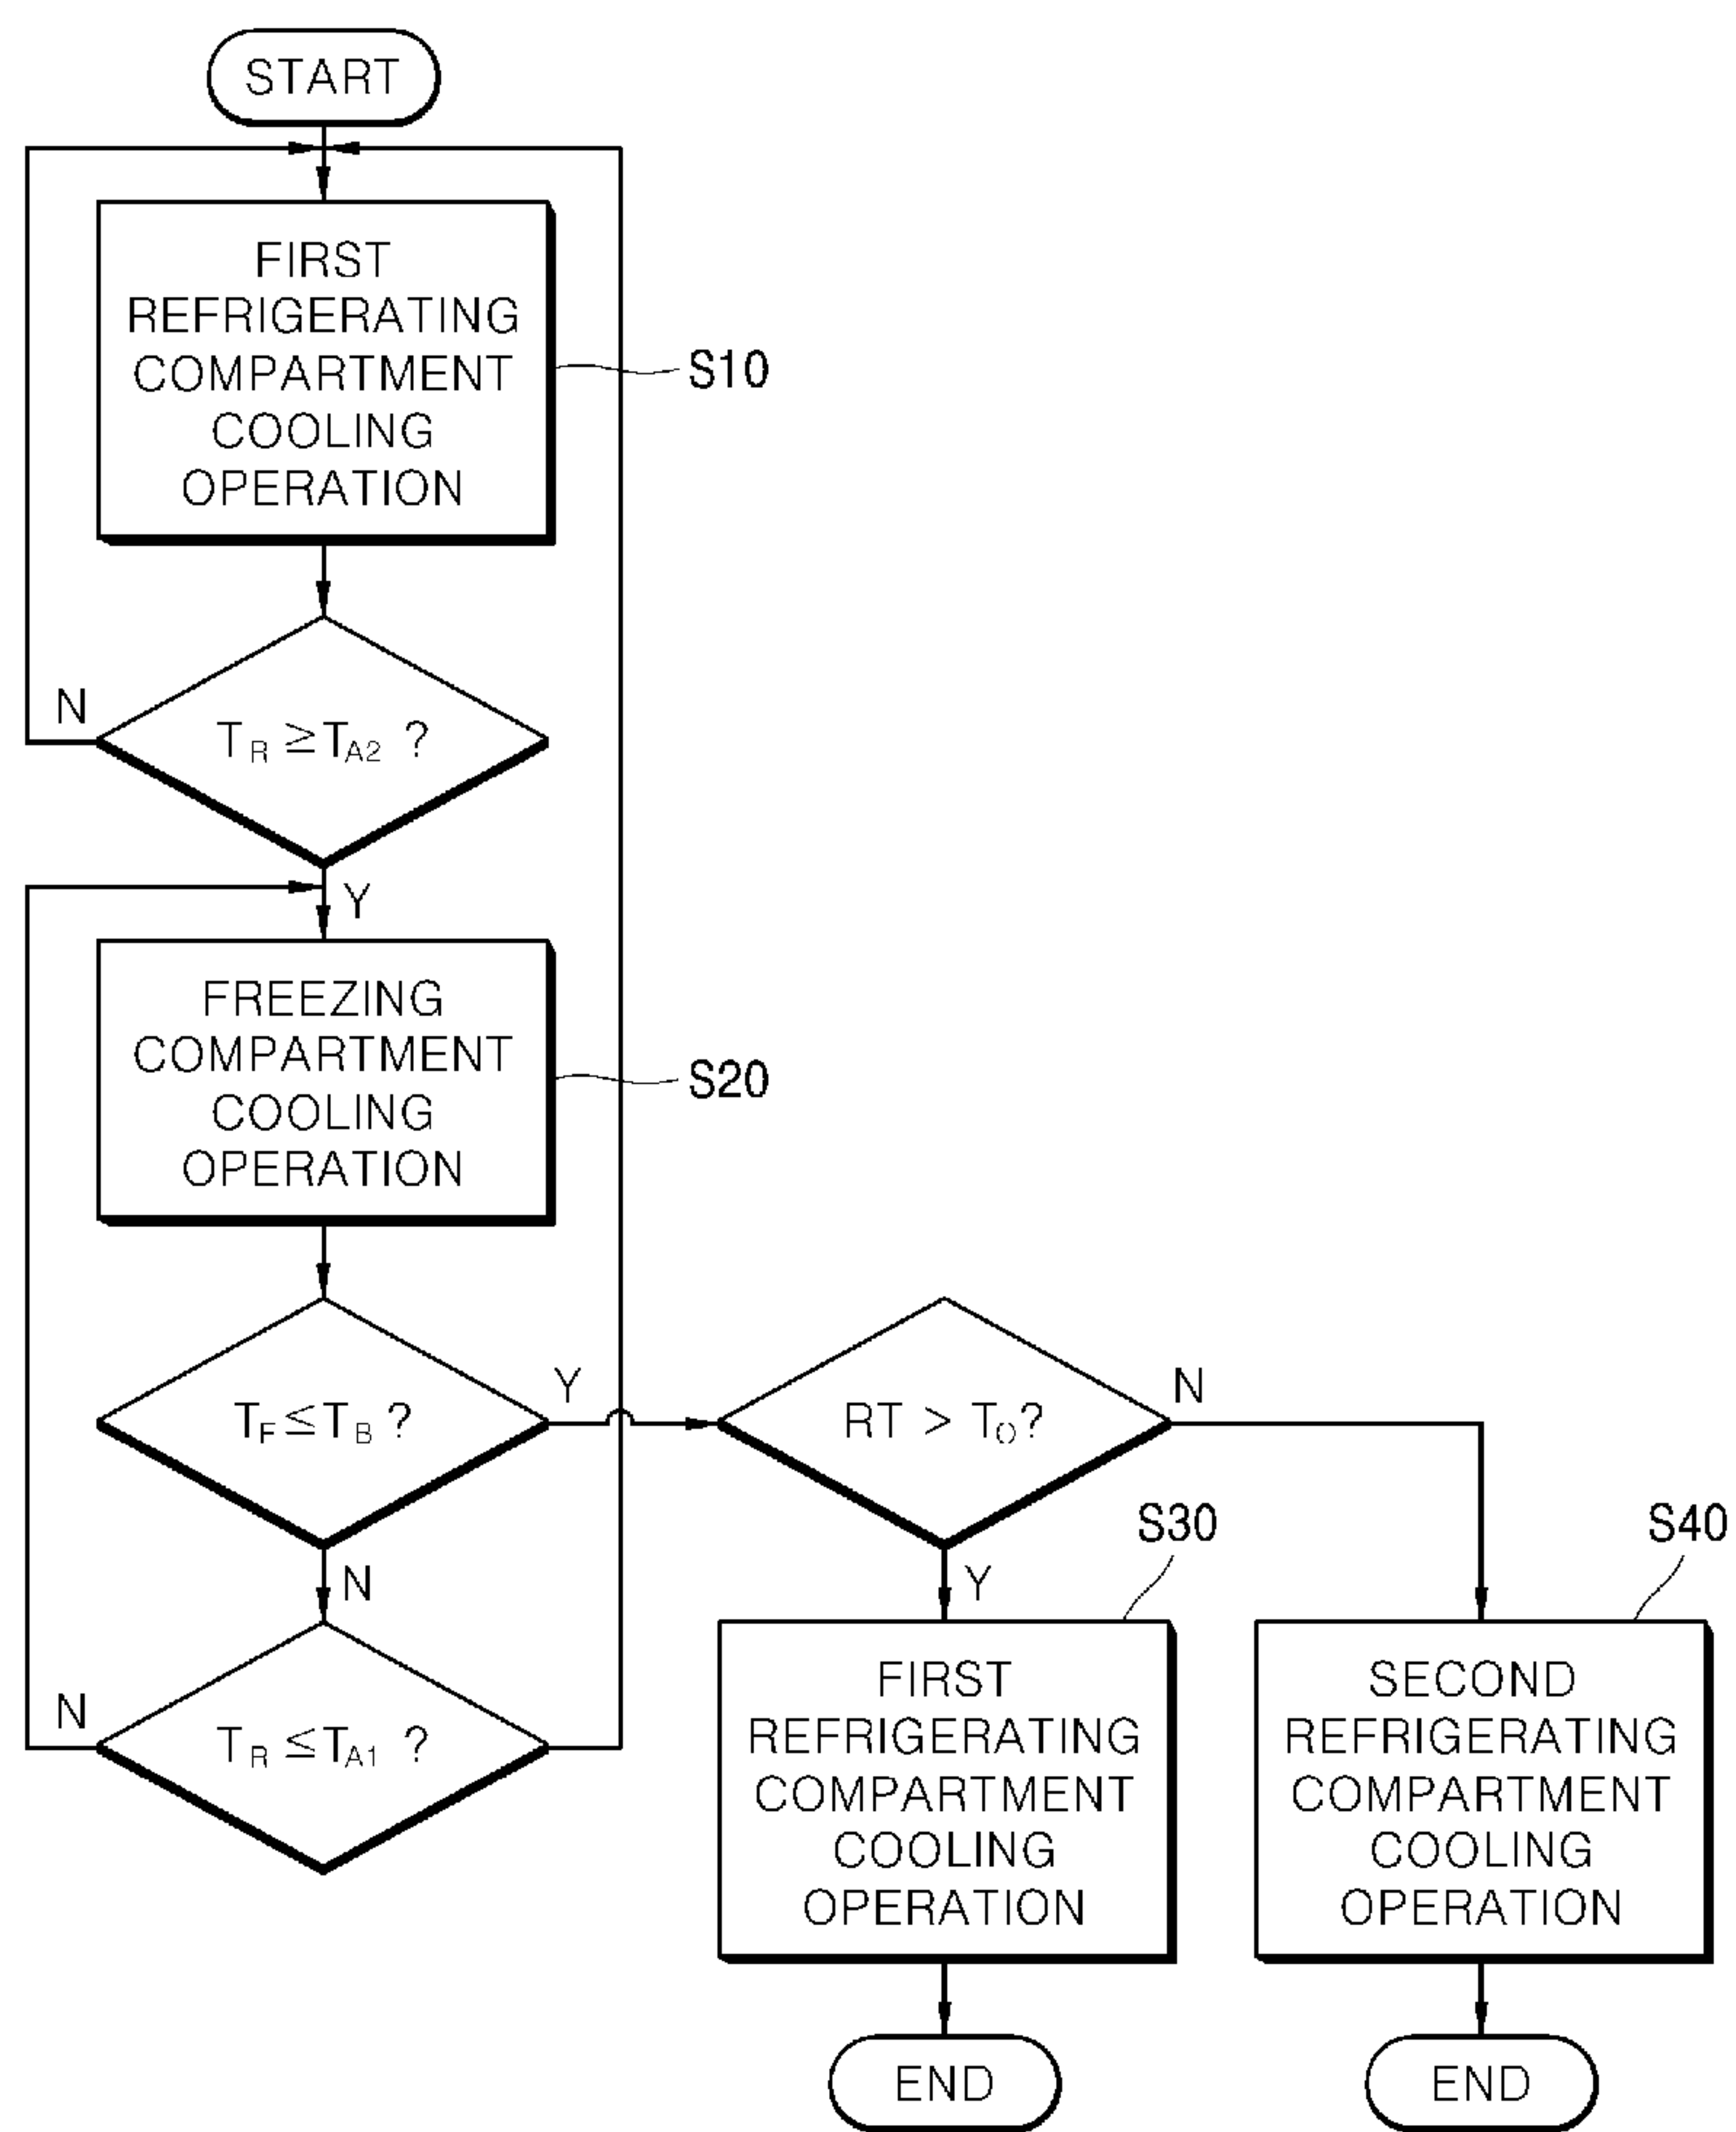 START
FIRST
REFRIGERATING
COMPARTMENT
COOLING
OPERATION
S10
N
T_R ≧ T_A2 ?
Y
FREEZING
COMPARTMENT
COOLING
OPERATION
S20
T_F ≦ T_B ?
Y
RT > T_O?
N
N
Y
S30
S40
N
T_R ≦ T_A1 ?
FIRST
REFRIGERATING
COMPARTMENT
COOLING
OPERATION
SECOND
REFRIGERATING
COMPARTMENT
COOLING
OPERATION
END
END